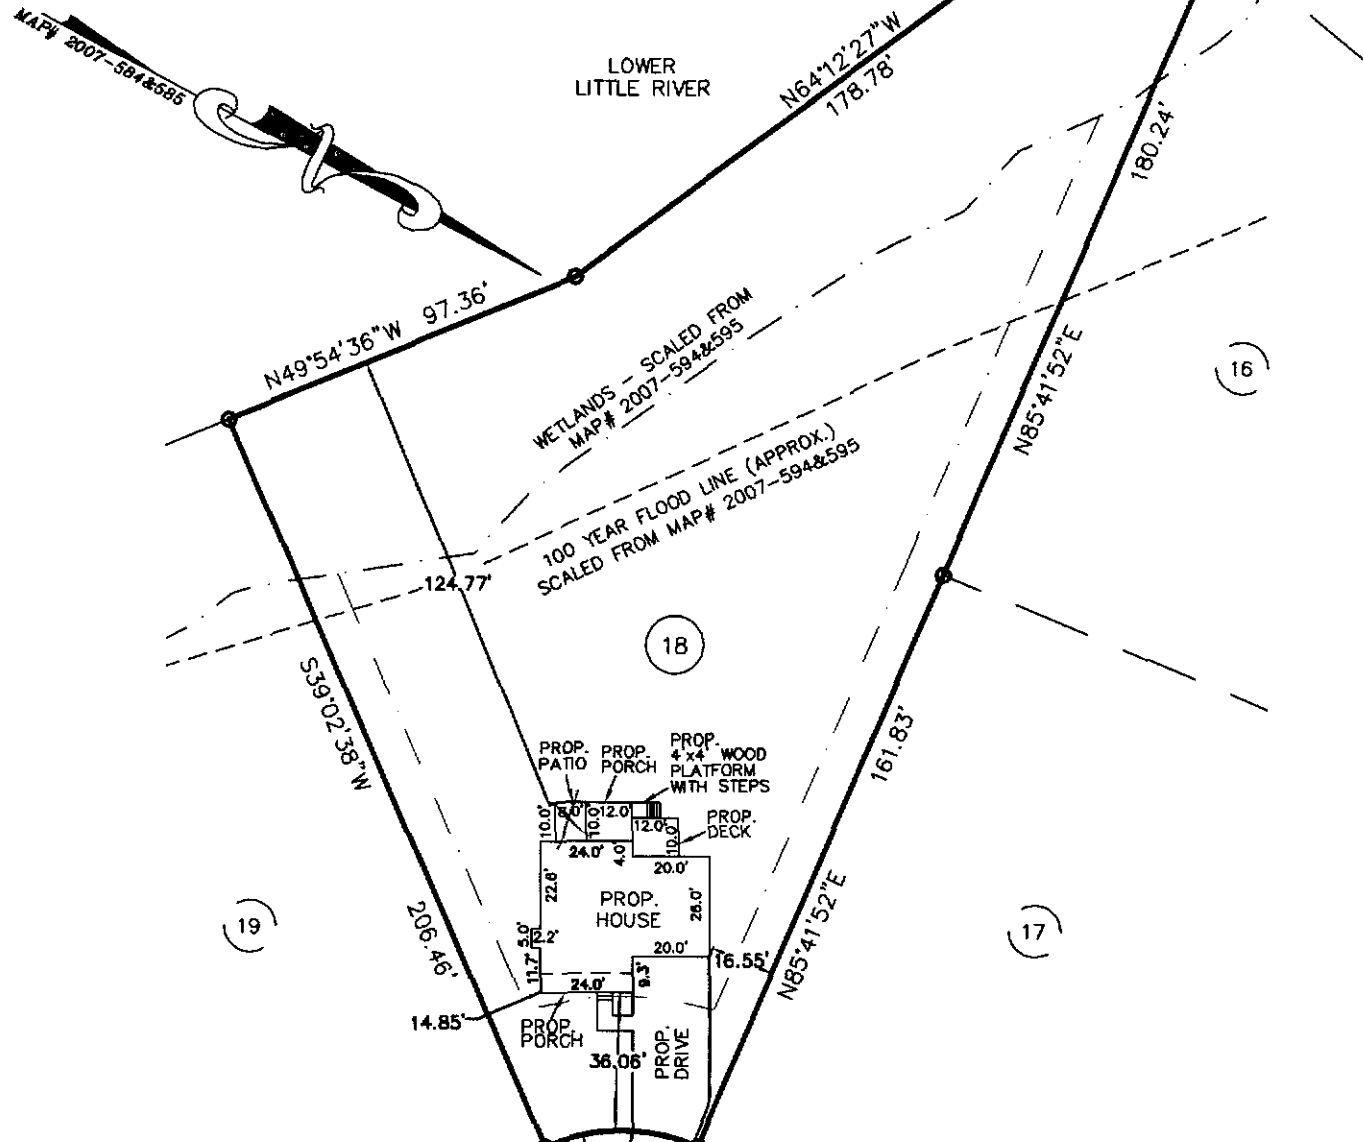 MAP# 2007-584&585
LOWER
LITTLE RIVER
N64°12'27"W
178.78'
180.24'
N49°54'36"W 97.36'
WETLANDS - SCALED FROM
MAP# 2007-594&595
N85°41'52"E
16
100 YEAR FLOOD LINE (APPROX.)
SCALED FROM MAP# 2007-594&595
124.77'
18
S39°02'38"W
161.83'
PROP.
PATIO
PROP.
PORCH
PROP.
4'x4' WOOD
PLATFORM
WITH STEPS
PROP.
DECK
10.0'
8.0'
10.0'
12.0'
12.0'
10.0'
24.0'
4.0'
20.0'
22.6'
PROP.
HOUSE
26.0'
19
206.46'
5.0'
2.2'
11.7'
20.0'
16.55'
N85°41'52"E
17
24.0'
9.3'
14.85'
PROP.
PORCH
36.06'
PROP.
DRIVE